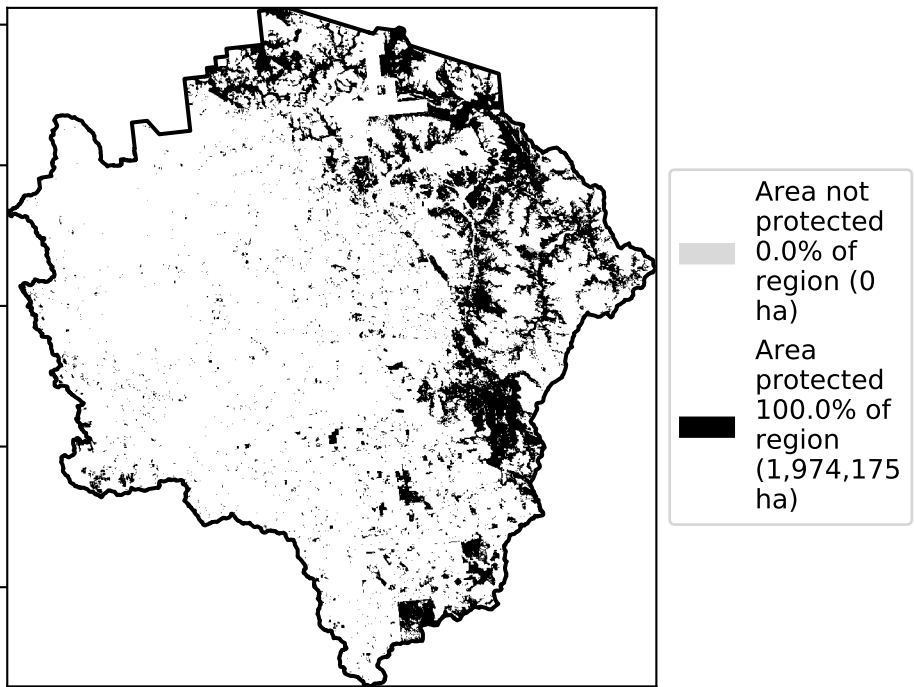 Area not
protected
0.0% of
region (0
ha)
Area
protected
100.0% of
region
(1,974,175
ha)